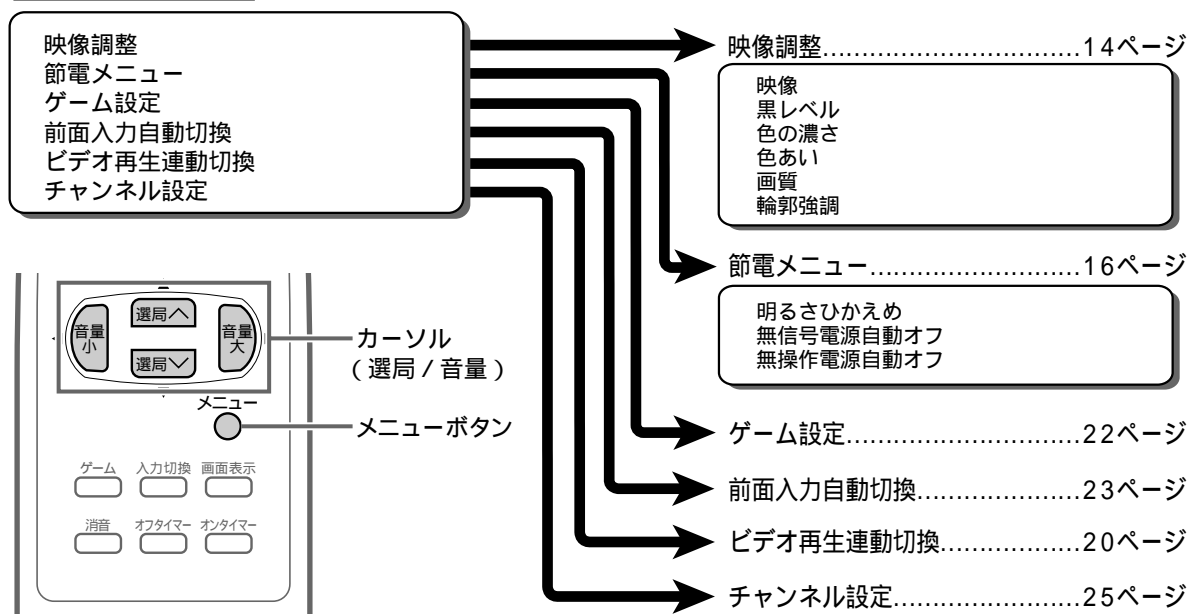 映像調整
節電メニュー
ゲーム設定
前面入力自動切換
ビデオ再生連動切換
チャンネル設定
映像調整.................................14ページ
映像
黒レベル
色の濃さ
色あい
画質
輪郭強調
節電メニュー...........................16ページ
明るさひかえめ
無信号電源自動オフ
無操作電源自動オフ
ゲーム設定..............................22ページ
前面入力自動切換.....................23ページ
ビデオ再生連動切換..................20ページ
チャンネル設定........................25ページ
音量
小
選局へ
選局﹀
音量
大
カーソル
(選局/音量)
メニュー
メニューボタン
ゲーム 入力切換 画面表示
消音 オフタイマー オンタイマー